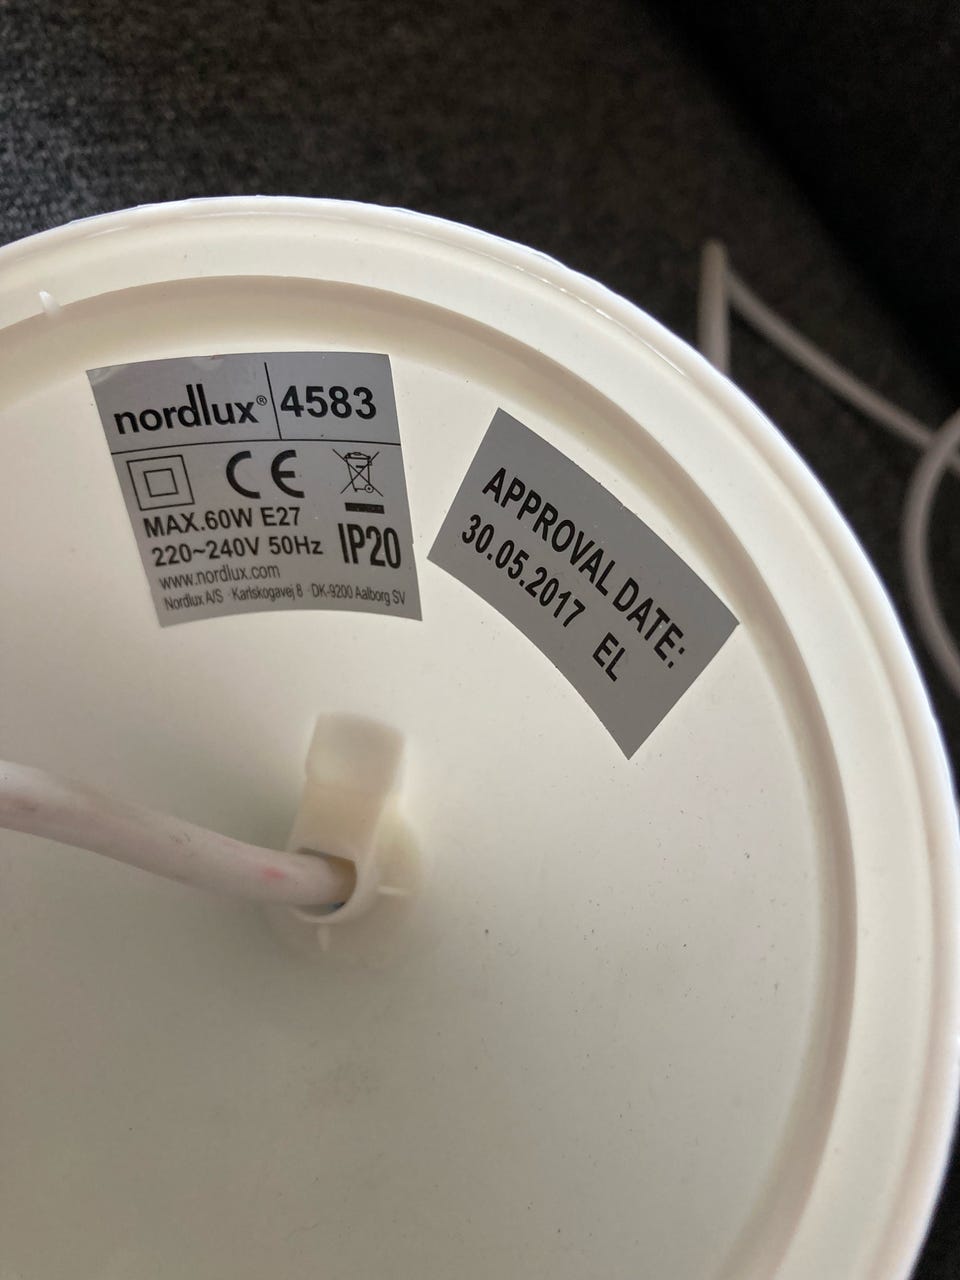 nordlux® 4583
CE
MAX.60W E27
220~240V 50Hz IP20
www.nordlux.com
Nordlux A/S · Karlskogavej 8 · DK-9200 Aalborg SV
APPROVAL DATE:
30.05.2017 EL